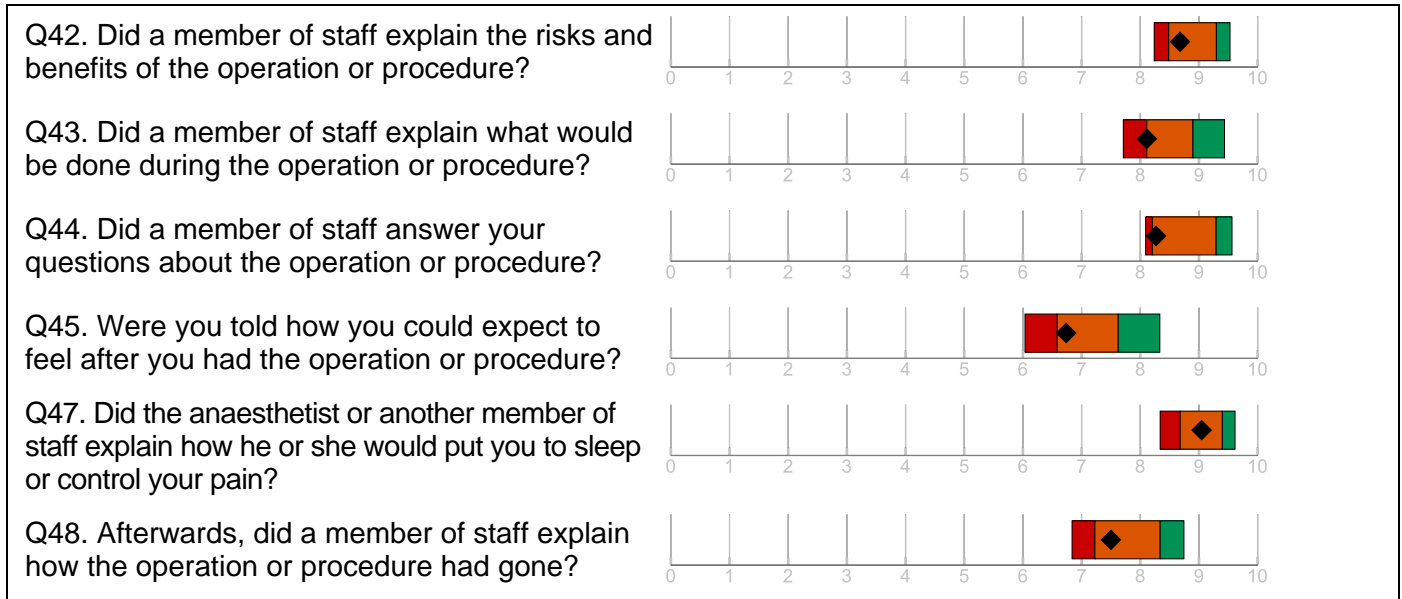 Q42. Did a member of staff explain the risks and
benefits of the operation or procedure?
0 1 2 3 4 5 6 7 8 9 10
Q43. Did a member of staff explain what would
be done during the operation or procedure?
0 1 2 3 4 5 6 7 8 9 10
Q44. Did a member of staff answer your
questions about the operation or procedure?
0 1 2 3 4 5 6 7 8 9 10
Q45. Were you told how you could expect to
feel after you had the operation or procedure?
0 1 2 3 4 5 6 7 8 9 10
Q47. Did the anaesthetist or another member of
staff explain how he or she would put you to sleep
or control your pain?
0 1 2 3 4 5 6 7 8 9 10
Q48. Afterwards, did a member of staff explain
how the operation or procedure had gone?
0 1 2 3 4 5 6 7 8 9 10